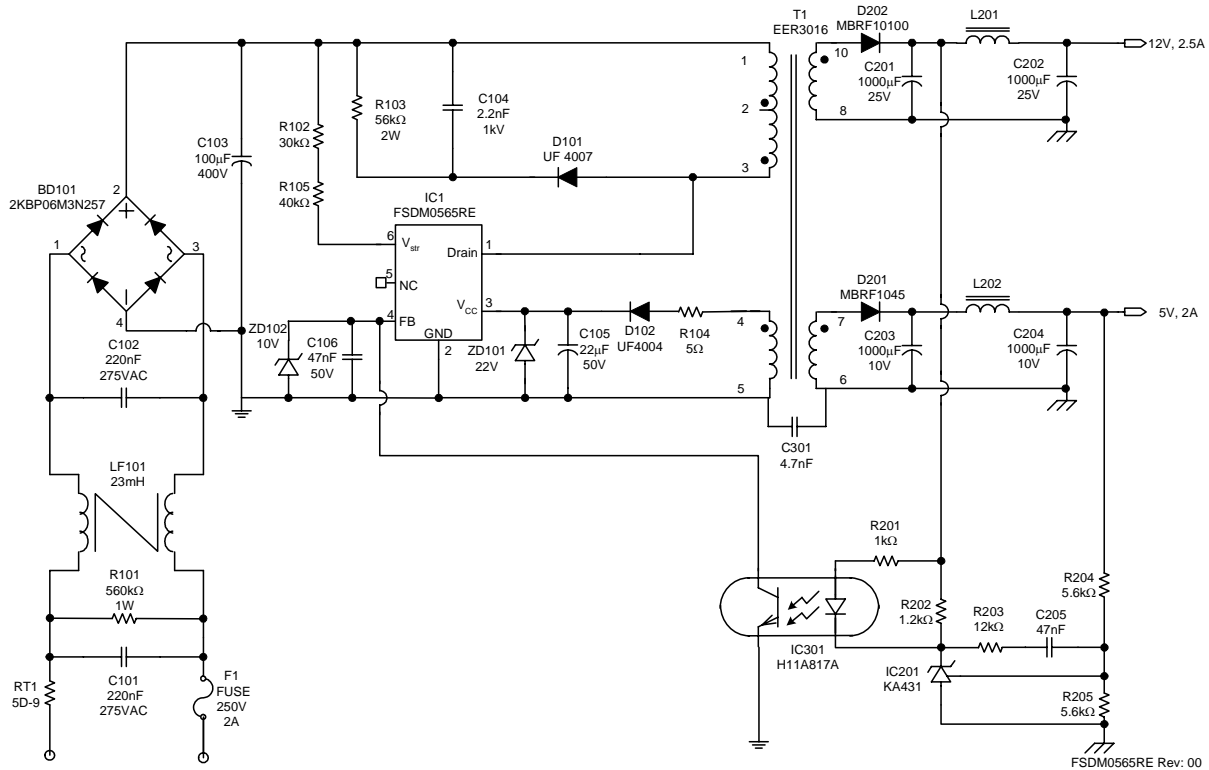 T1
EER3016
D202
MBRF10100
L201
12V, 2.5A
1
10
C201
1000µF
25V
C202
1000µF
25V
R103
56kΩ
2W
C104
2.2nF
1kV
2
R102
30kΩ
8
C103
100µF
400V
D101
UF 4007
3
BD101
2KBP06M3N257
2
R105
40kΩ
IC1
FSDM0565RE
1
3
6
Vstr
Drain
1
5
NC
D201
MBRF1045
L202
4
FB
VCC
3
GND
2
4
7
5V, 2A
4
ZD102
10V
C106
47nF
50V
ZD101
22V
C105
22µF
50V
D102
UF4004
R104
5Ω
C203
1000µF
10V
C204
1000µF
10V
C102
220nF
275VAC
5
6
C301
4.7nF
LF101
23mH
R201
1kΩ
R101
560kΩ
1W
R204
5.6kΩ
R202
1.2kΩ
R203
12kΩ
C205
47nF
IC301
H11A817A
IC201
KA431
RT1
5D-9
C101
220nF
275VAC
F1
FUSE
250V
2A
R205
5.6kΩ
FSDM0565RE Rev: 00